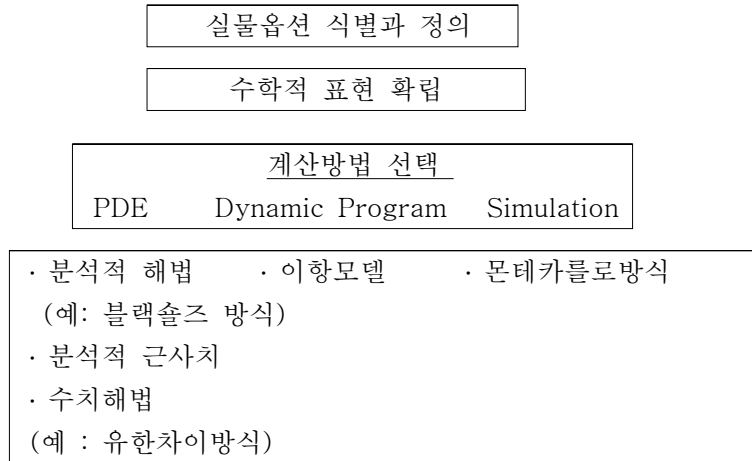 실물옵션 식별과 정의
수학적 표현 확립
계산방법 선택
PDE Dynamic Program Simulation
· 분석적 해법 · 이항모델 · 몬테카를로방식
(예: 블랙숄즈 방식)
· 분석적 근사치
· 수치해법
(예 : 유한차이방식)